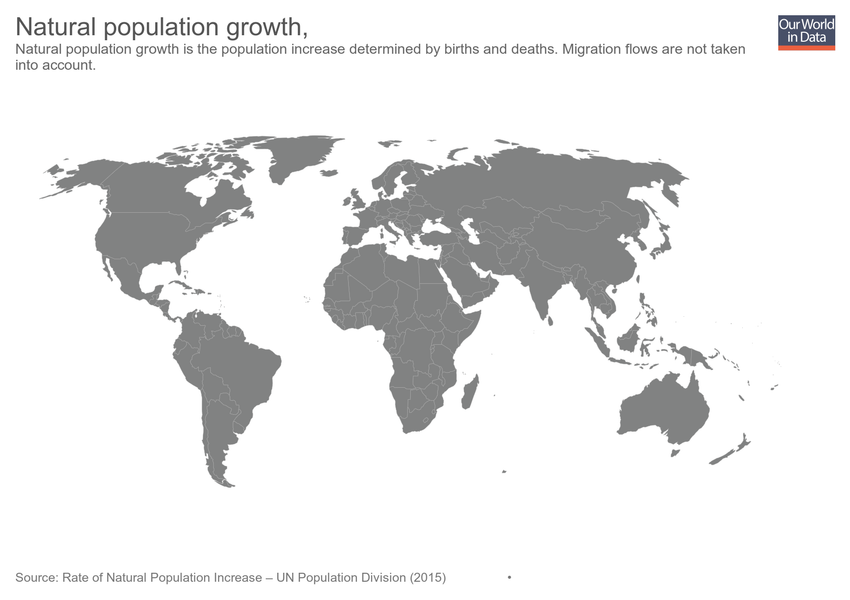 Natural population growth,
Natural population growth is the population increase determined by births and deaths. Migration flows are not taken
into account.
Our World
in Data
Source: Rate of Natural Population Increase – UN Population Division (2015)
•